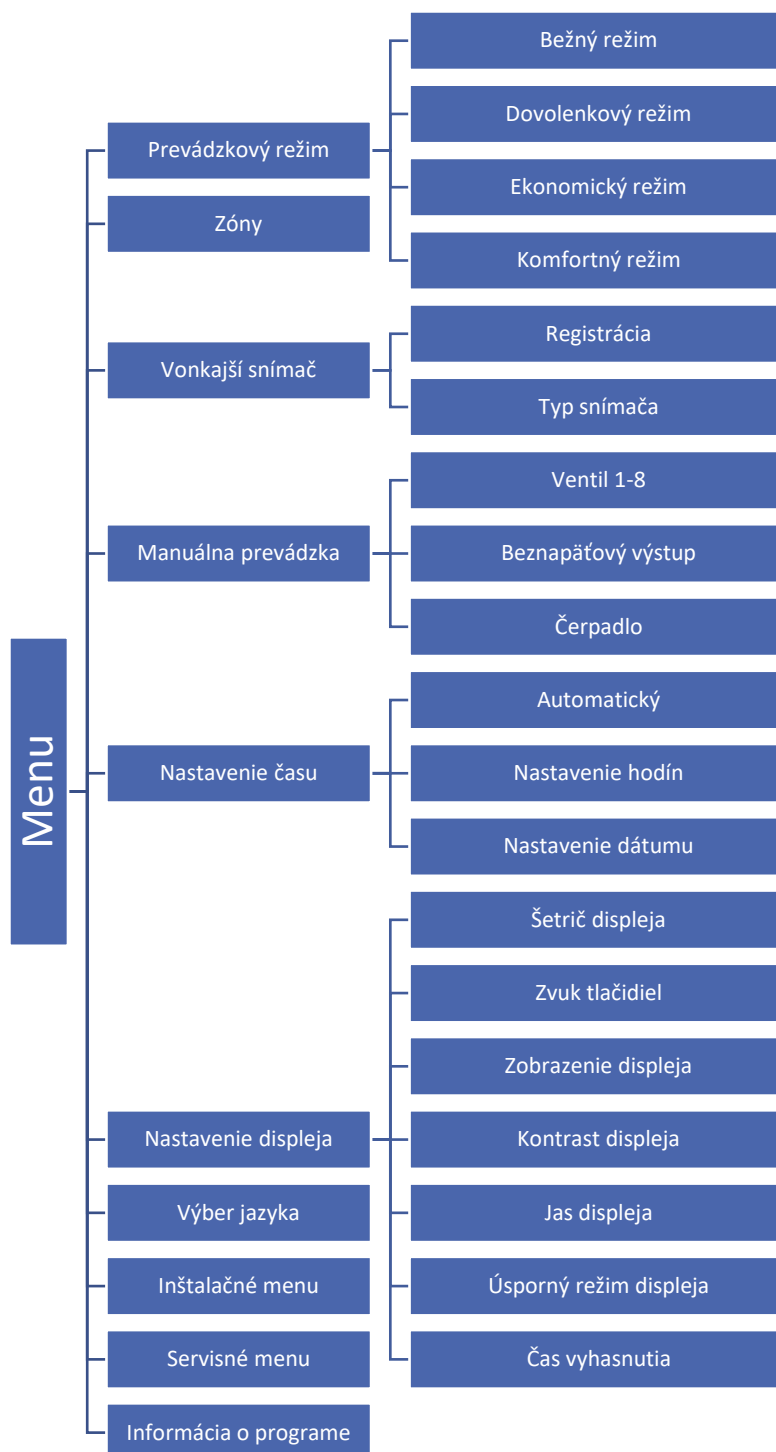 Menu
Prevádzkový režim
Bežný režim
Dovolenkový režim
Ekonomický režim
Komfortný režim
Zóny
Vonkajší snímač
Registrácia
Typ snímača
Manuálna prevádzka
Ventil 1-8
Beznapäťový výstup
Čerpadlo
Nastavenie času
Automatický
Nastavenie hodín
Nastavenie dátumu
Nastavenie displeja
Šetrič displeja
Zvuk tlačidiel
Zobrazenie displeja
Kontrast displeja
Jas displeja
Úsporný režim displeja
Čas vyhasnutia
Výber jazyka
Inštalačné menu
Servisné menu
Informácia o programe